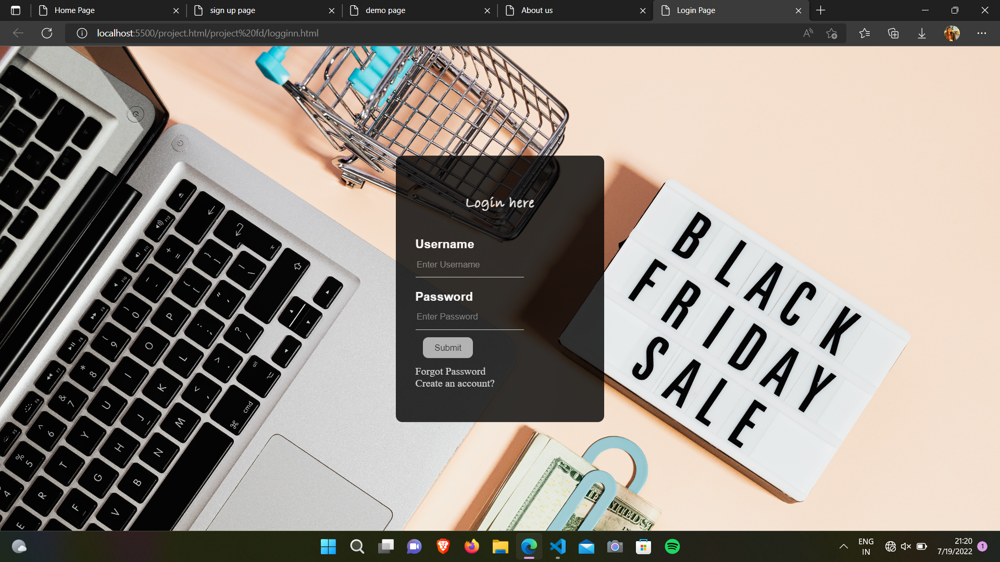 Home Page
sign up page
demo page
About us
Login Page
localhost:5500/project.html/project%20fd/logginn.html
Login here
Username
Enter Username
Password
Enter Password
Submit
Forgot Password
Create an account?
BLACK
FRIDAY
SALE
ENG
IN
21:20
7/19/2022
1